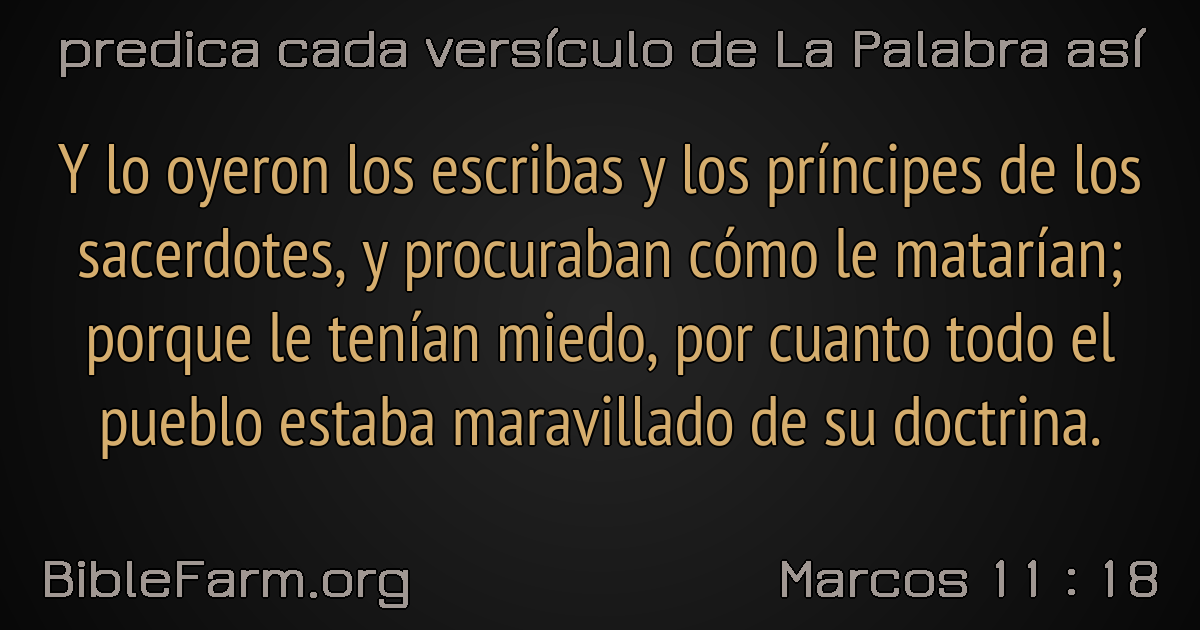 predica cada versículo de La Palabra así
Y lo oyeron los escribas y los príncipes de los
sacerdotes, y procuraban cómo le matarían;
porque le tenían miedo, por cuanto todo el
pueblo estaba maravillado de su doctrina.
BibleFarm.org
Marcos 11 : 18